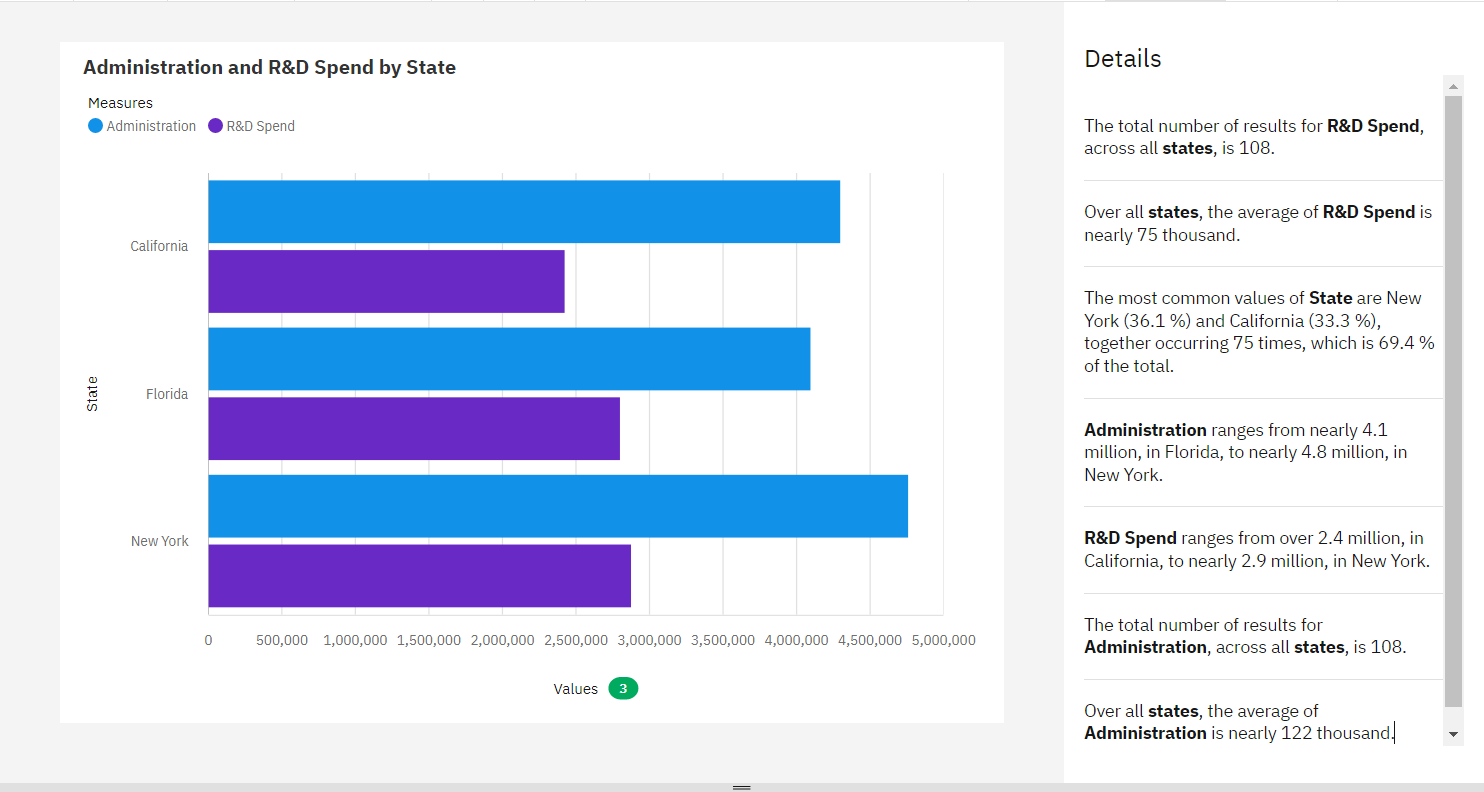 Administration and R&D Spend by State
Measures
Administration R&D Spend
California
Florida
New York
State
0 500,000 1,000,000 1,500,000 2,000,000 2,500,000 3,000,000 3,500,000 4,000,000 4,500,000 5,000,000
Values 3
Details
The total number of results for R&D Spend,
across all states, is 108.
Over all states, the average of R&D Spend is
nearly 75 thousand.
The most common values of State are New
York (36.1 %) and California (33.3 %),
together occurring 75 times, which is 69.4 %
of the total.
Administration ranges from nearly 4.1
million, in Florida, to nearly 4.8 million, in
New York.
R&D Spend ranges from over 2.4 million, in
California, to nearly 2.9 million, in New York.
The total number of results for
Administration, across all states, is 108.
Over all states, the average of
Administration is nearly 122 thousand.